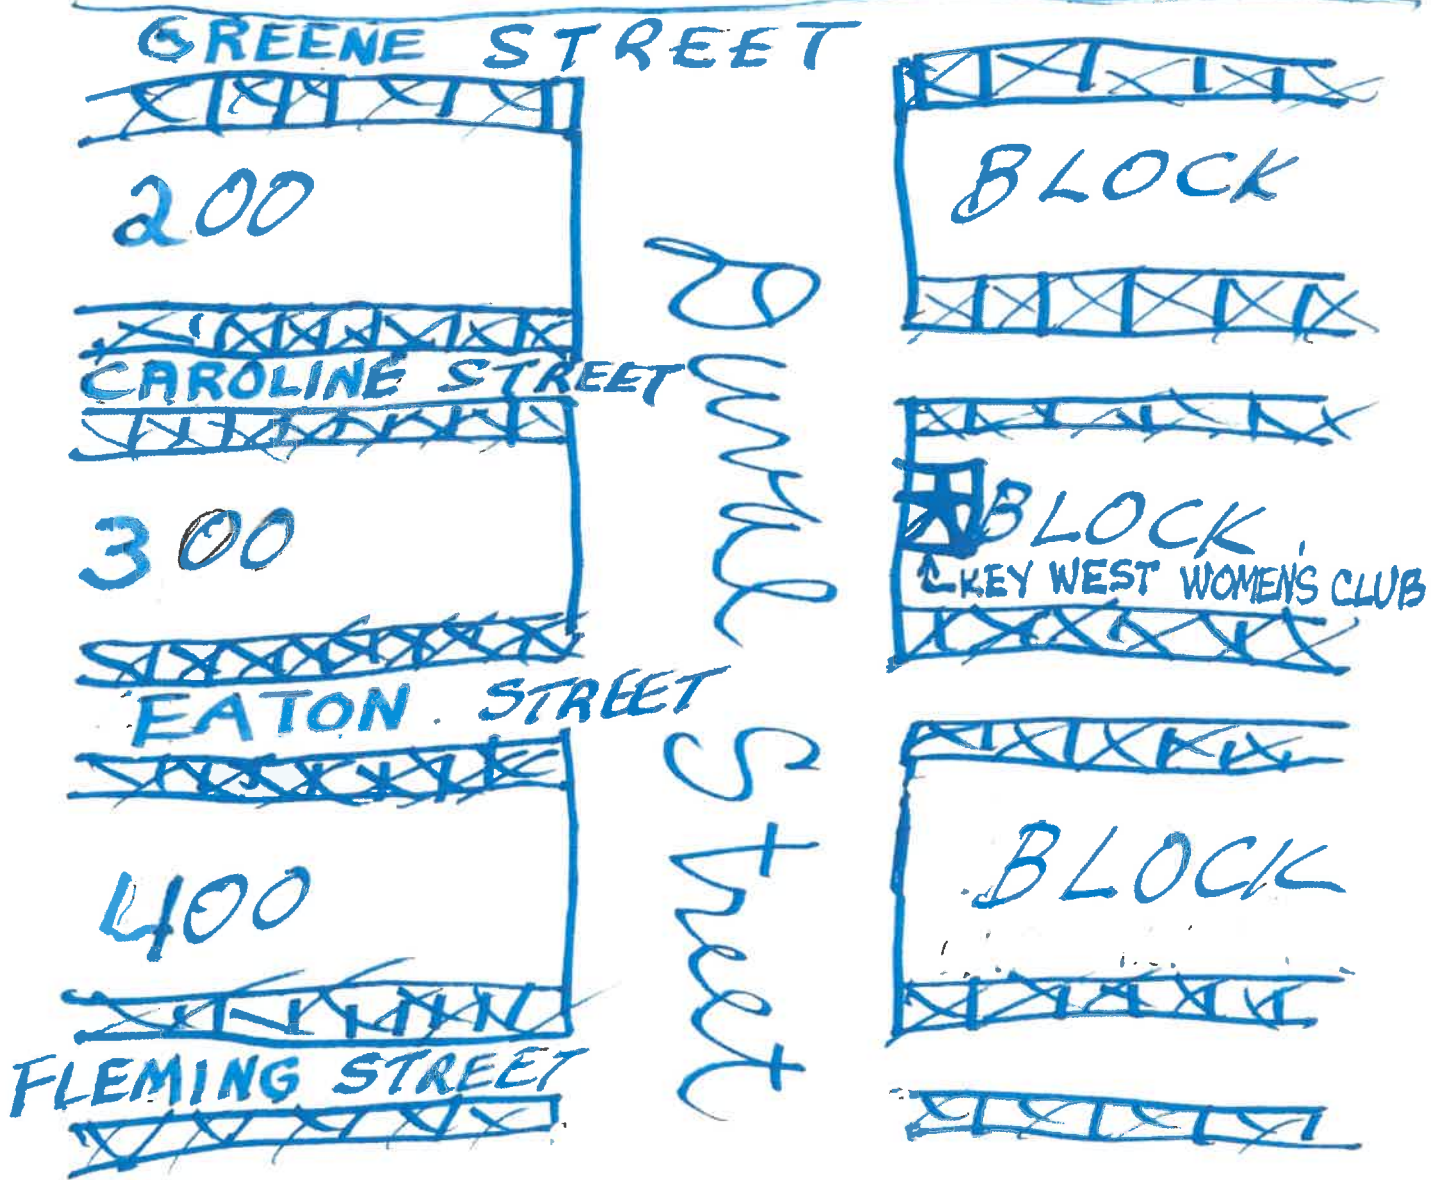 GREENE STREET
200 BLOCK
CAROLINE STREET
300 BLOCK
KEY WEST WOMEN'S CLUB
EATON STREET
400 BLOCK
FLEMING STREET
Duval Street